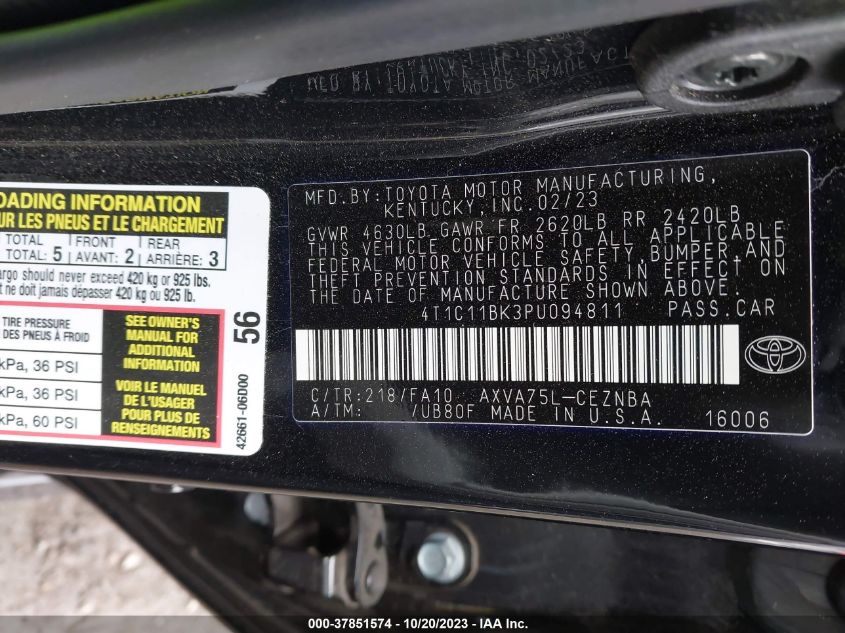 OADING INFORMATION
UR LES PNEUS ET LE CHARGEMENT
TOTAL FRONT REAR
TOTAL: 5 AVANT: 2 ARRIÈRE: 3
argo should never exceed 420 kg or 925 lbs.
t ne doit jamais dépasser 420 kg ou 925 lb.
TIRE PRESSURE
DES PNEUS À FROID
kPa, 36 PSI
kPa, 36 PSI
kPa, 60 PSI
SEE OWNER'S
MANUAL FOR
ADDITIONAL
INFORMATION
VOIR LE MANUEL
DE L'USAGER
POUR PLUS DE
RENSEIGNEMENTS
56
42661-06D00
MFD.BY:TOYOTA MOTOR MANUFACTURING,
KENTUCKY,INC.02/23
GVWR 4630LB GAWR FR 2620LB RR 2420LB
THIS VEHICLE CONFORMS TO ALL APPLICABLE
FEDERAL MOTOR VEHICLE SAFETY,BUMPER,AND
THEFT PREVENTION STANDARDS IN EFFECT ON
THE DATE OF MANUFACTURE SHOWN ABOVE.
4T1C11BK3PU094811 PASS.CAR
C/TR:218/FA10 AXVA75L-CEZNBA
A/TM: /UB80F MADE IN U.S.A. 16006
000-37851574 - 10/20/2023 - IAA Inc.